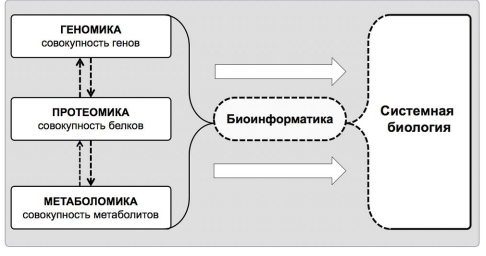 ГЕНОМИКА
совокупность генов
ПРОТЕОМИКА
совокупность белков
МЕТАБОЛОМИКА
совокупность метаболитов
Биоинформатика
Системная
биология